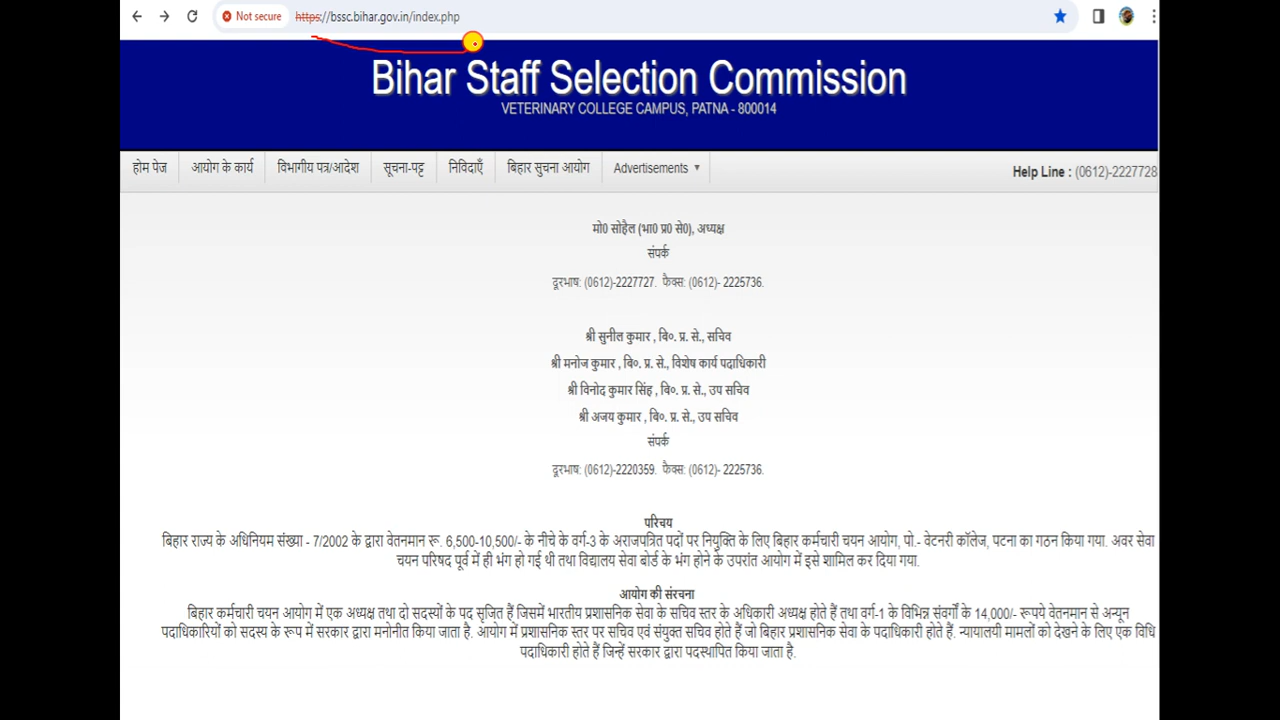 Not secure https://bssc.bihar.gov.in/index.php
Bihar Staff Selection Commission
VETERINARY COLLEGE CAMPUS, PATNA - 800014
होम पेज आयोग के कार्य विभागीय पत्र/आदेश सूचना-पट्ट निविदाएँ बिहार सुचना आयोग Advertisements ▼ Help Line : (0612)-2227728
मो0 सोहैल (भा0 प्र0 से0), अध्यक्ष
संपर्क
दूरभाष: (0612)-2227727. फैक्स: (0612)- 2225736.
श्री सुनील कुमार , बि०. प्र. से., सचिव
श्री मनोज कुमार , बि०. प्र. से., विशेष कार्य पदाधिकारी
श्री विनोद कुमार सिंह , बि०. प्र. से., उप सचिव
श्री अजय कुमार , बि०. प्र. से., उप सचिव
संपर्क
दूरभाष: (0612)-2220359. फैक्स: (0612)- 2225736.
परिचय
बिहार राज्य के अधिनियम संख्या - 7/2002 के द्वारा वेतनमान रू. 6,500-10,500/- के नीचे के वर्ग-3 के अराजपत्रित पदों पर नियुक्ति के लिए बिहार कर्मचारी चयन आयोग, पो.- वेटनरी कॉलेज, पटना का गठन किया गया. अवर सेवा
चयन परिषद पूर्व में ही भंग हो गई थी तथा विद्यालय सेवा बोर्ड के भंग होने के उपरांत आयोग में इसे शामिल कर दिया गया.
आयोग की संरचना
बिहार कर्मचारी चयन आयोग में एक अध्यक्ष तथा दो सदस्यों के पद सृजित हैं जिसमें भारतीय प्रशासनिक सेवा के सचिव स्तर के अधिकारी अध्यक्ष होते हैं तथा वर्ग-1 के विभिन्न संवर्गों के 14,000/- रूपये वेतनमान से अन्यून
पदाधिकारियों को सदस्य के रूप में सरकार द्वारा मनोनीत किया जाता है. आयोग में प्रशासनिक स्तर पर सचिव एवं संयुक्त सचिव होते हैं जो बिहार प्रशासनिक सेवा के पदाधिकारी होते हैं. न्यायालयी मामलों को देखने के लिए एक विधि
पदाधिकारी होते हैं जिन्हें सरकार द्वारा पदस्थापित किया जाता है.